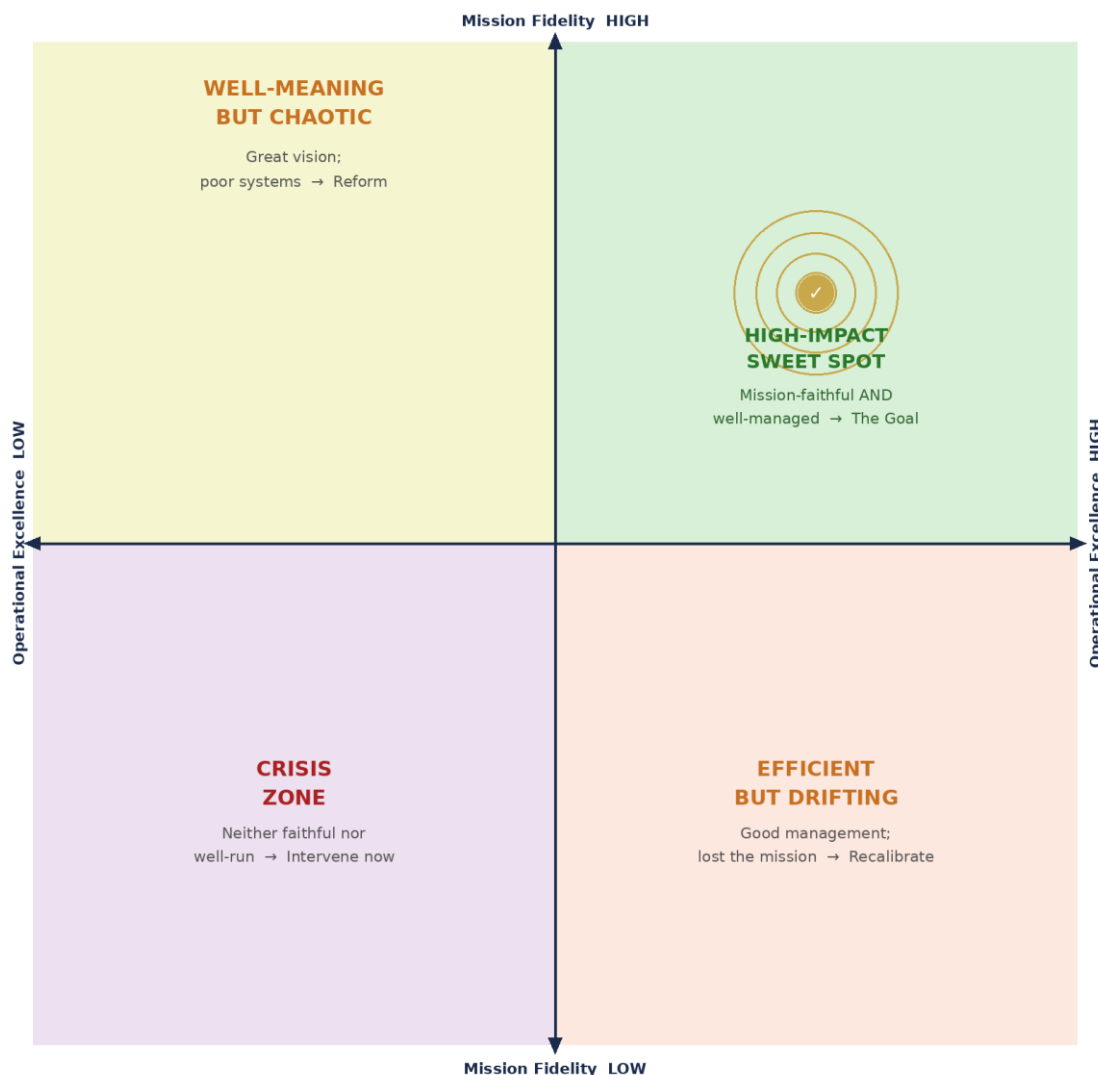 Mission Fidelity  HIGH
WELL-MEANING
BUT CHAOTIC
Great vision;
poor systems → Reform
✓
HIGH-IMPACT
SWEET SPOT
Mission-faithful AND
well-managed → The Goal
Operational Excellence  LOW
Operational Excellence  HIGH
CRISIS
ZONE
Neither faithful nor
well-run → Intervene now
EFFICIENT
BUT DRIFTING
Good management;
lost the mission → Recalibrate
Mission Fidelity  LOW